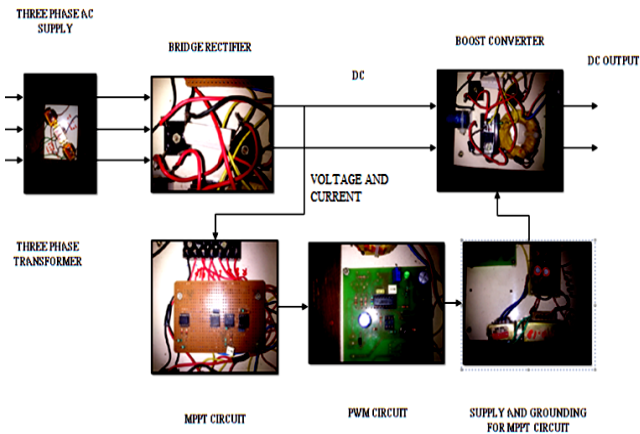 THREE PHASE AC
SUPPLY
BRIDGE RECTIFIER
BOOST CONVERTER
DC
DC OUTPUT
VOLTAGE AND
CURRENT
THREE PHASE
TRANSFORMER
MPPT CIRCUIT
PWM CIRCUIT
SUPPLY AND GROUNDING
FOR MPPT CIRCUIT